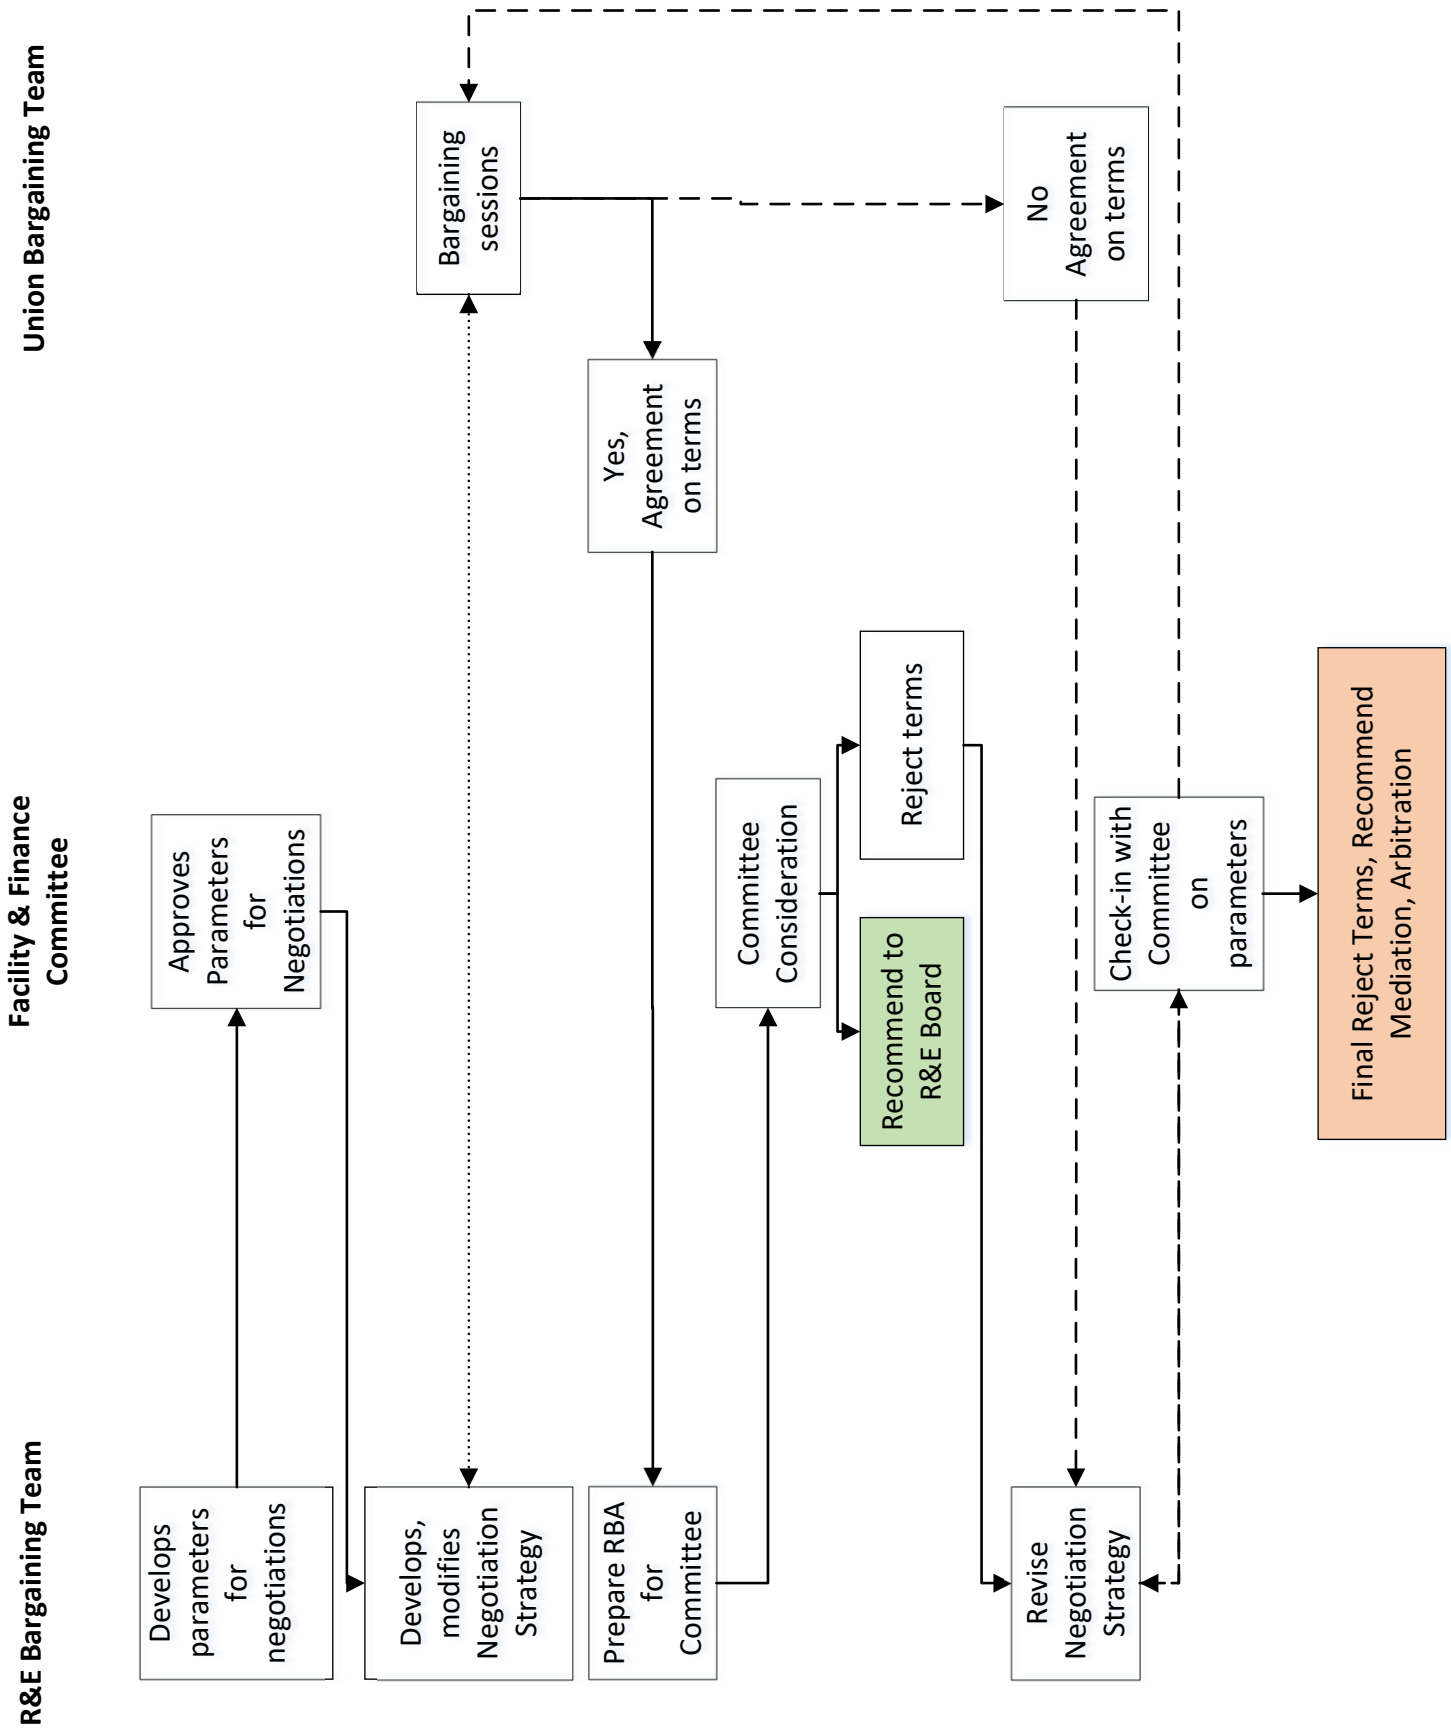 R&E Bargaining Team
Facility & Finance
Committee
Union Bargaining Team
Develops
parameters
for
negotiations
Approves
Parameters
for
Negotiations
Develops,
modifies
Negotiation
Strategy
Bargaining
sessions
Yes,
Agreement
on terms
Prepare RBA
for
Committee
Committee
Consideration
Recommend to
R&E Board
Reject terms
No
Agreement
on terms
Revise
Negotiation
Strategy
Check-in with
Committee
on
parameters
Final Reject Terms, Recommend
Mediation, Arbitration